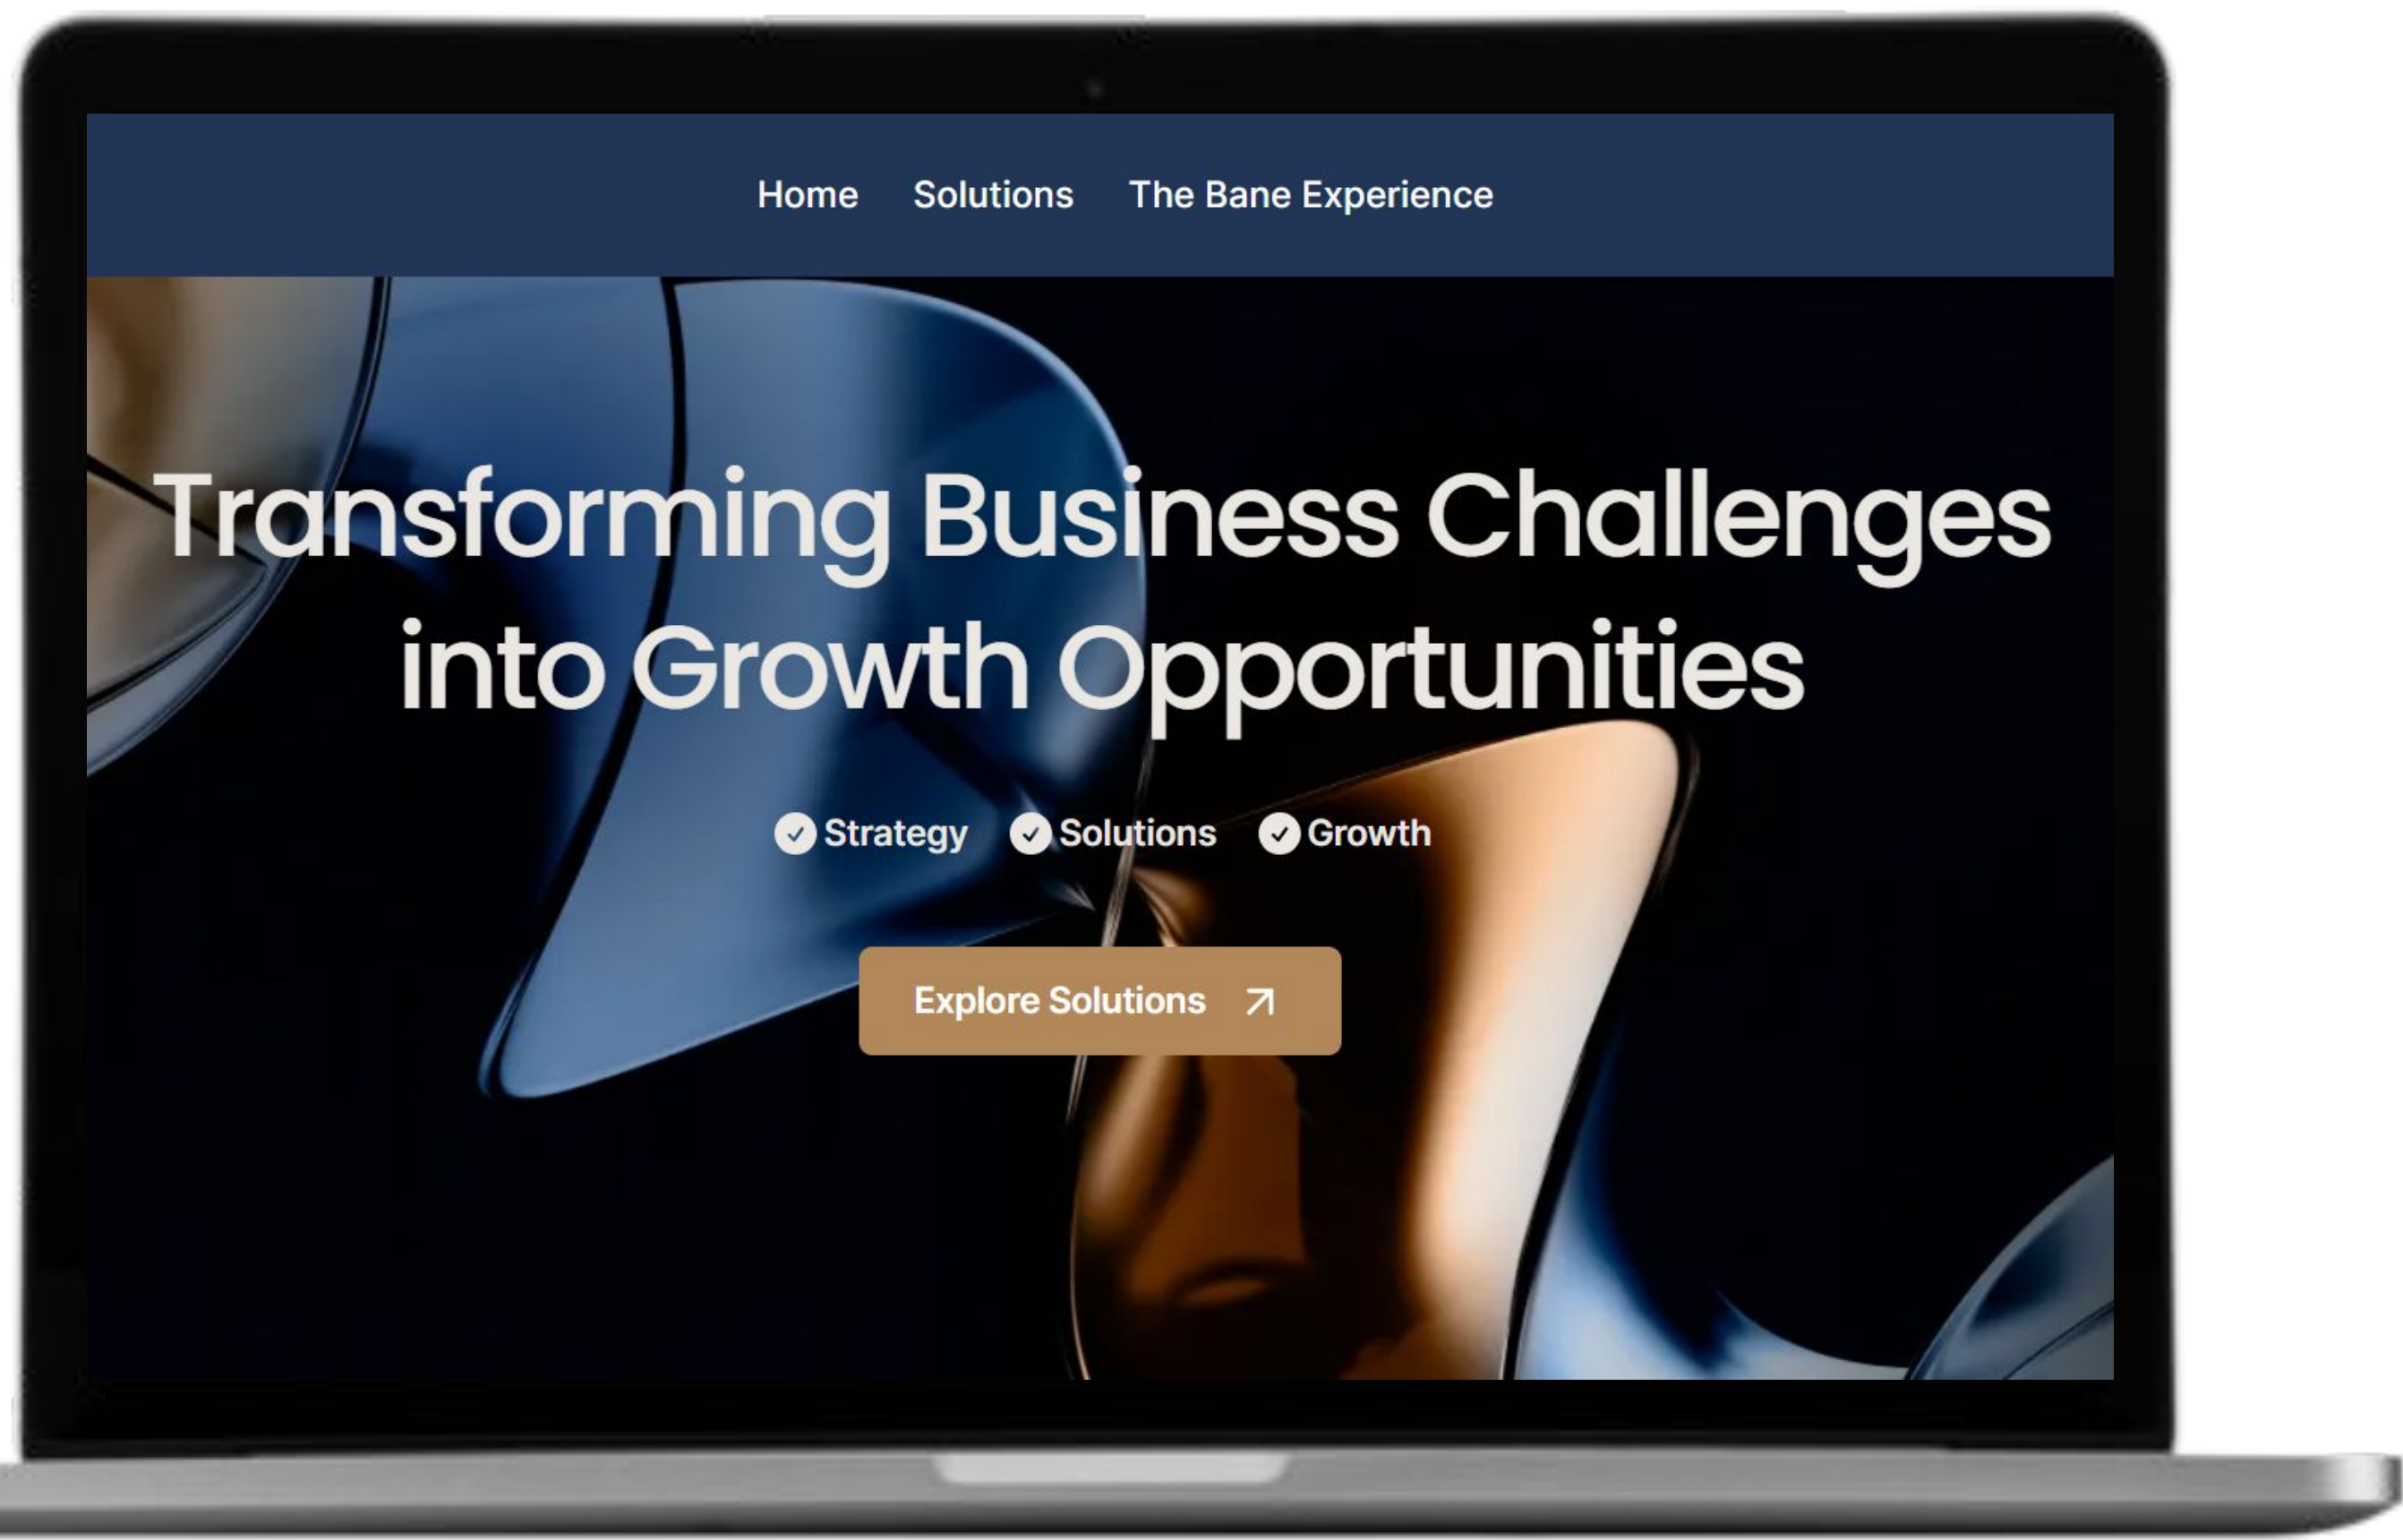 Home Solutions The Bane Experience
Transforming Business Challenges
into Growth Opportunities
Strategy Solutions Growth
Explore Solutions